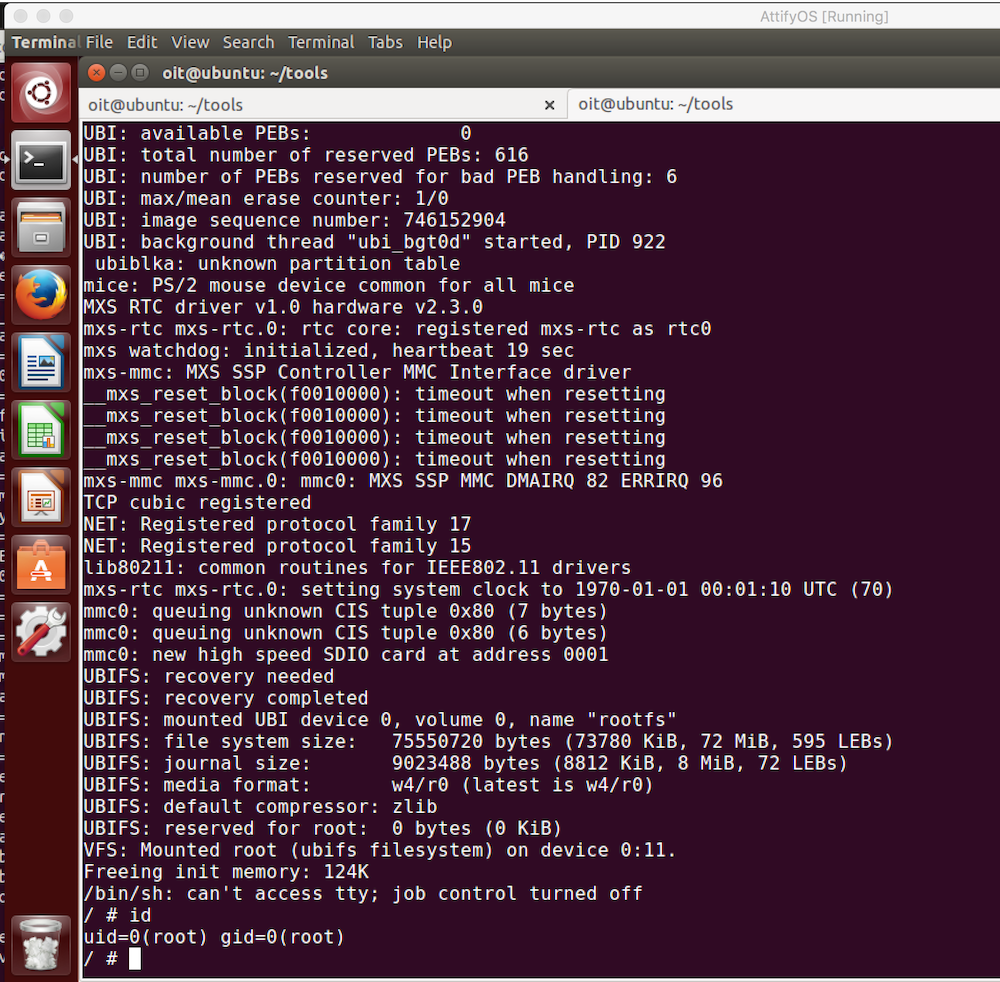 AttifyOS [Running]
Terminal File Edit View Search Terminal Tabs Help
oit@ubuntu: ~/tools
oit@ubuntu: ~/tools × oit@ubuntu: ~/tools
UBI: available PEBs:             0
UBI: total number of reserved PEBs: 616
UBI: number of PEBs reserved for bad PEB handling: 6
UBI: max/mean erase counter: 1/0
UBI: image sequence number: 746152904
UBI: background thread "ubi_bgt0d" started, PID 922
 ubiblka: unknown partition table
mice: PS/2 mouse device common for all mice
MXS RTC driver v1.0 hardware v2.3.0
mxs-rtc mxs-rtc.0: rtc core: registered mxs-rtc as rtc0
mxs watchdog: initialized, heartbeat 19 sec
mxs-mmc: MXS SSP Controller MMC Interface driver
__mxs_reset_block(f0010000): timeout when resetting
__mxs_reset_block(f0010000): timeout when resetting
__mxs_reset_block(f0010000): timeout when resetting
__mxs_reset_block(f0010000): timeout when resetting
mxs-mmc mxs-mmc.0: mmc0: MXS SSP MMC DMAIRQ 82 ERRIRQ 96
TCP cubic registered
NET: Registered protocol family 17
NET: Registered protocol family 15
lib80211: common routines for IEEE802.11 drivers
mxs-rtc mxs-rtc.0: setting system clock to 1970-01-01 00:01:10 UTC (70)
mmc0: queuing unknown CIS tuple 0x80 (7 bytes)
mmc0: queuing unknown CIS tuple 0x80 (6 bytes)
mmc0: new high speed SDIO card at address 0001
UBIFS: recovery needed
UBIFS: recovery completed
UBIFS: mounted UBI device 0, volume 0, name "rootfs"
UBIFS: file system size:   75550720 bytes (73780 KiB, 72 MiB, 595 LEBs)
UBIFS: journal size:       9023488 bytes (8812 KiB, 8 MiB, 72 LEBs)
UBIFS: media format:       w4/r0 (latest is w4/r0)
UBIFS: default compressor: zlib
UBIFS: reserved for root:  0 bytes (0 KiB)
VFS: Mounted root (ubifs filesystem) on device 0:11.
Freeing init memory: 124K
/bin/sh: can't access tty; job control turned off
/ # id
uid=0(root) gid=0(root)
/ #